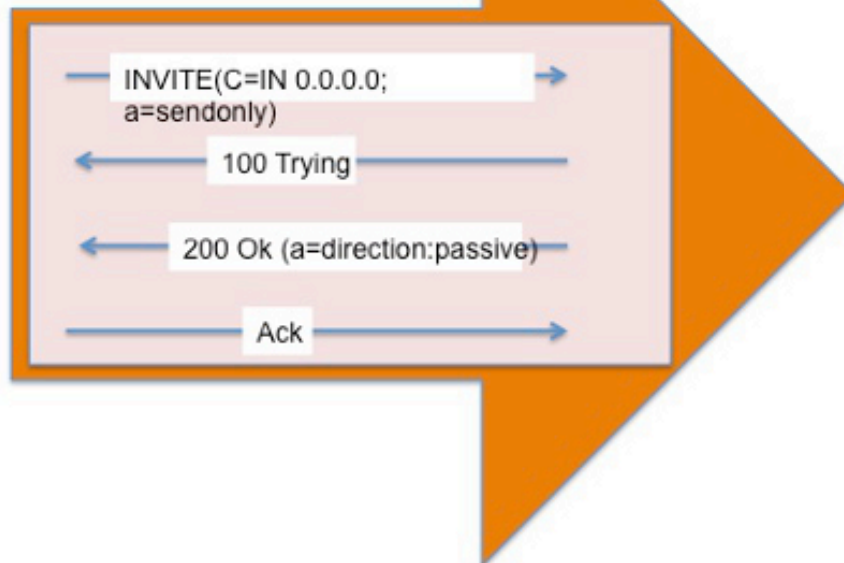 INVITE(C=IN 0.0.0.0;
a=sendonly)
100 Trying
200 Ok (a=direction:passive)
Ack